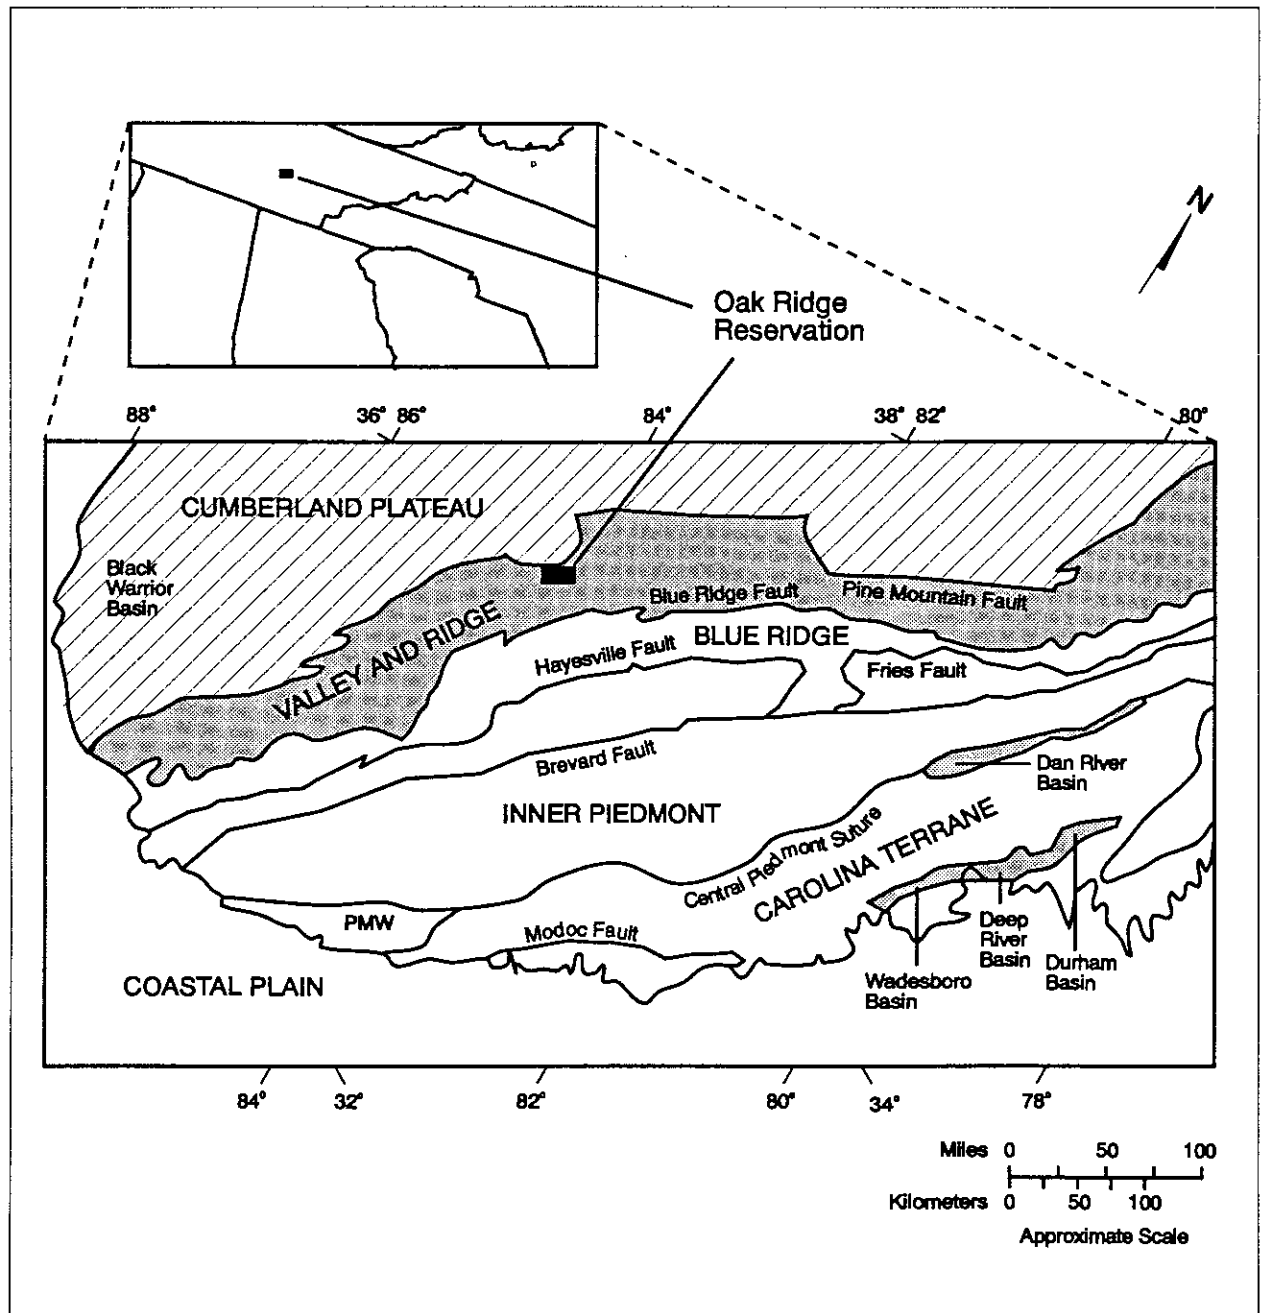 N
Oak Ridge
Reservation
88° 36° 86° 84° 38° 82° 80°
CUMBERLAND PLATEAU
Black
Warrior
Basin
Blue Ridge Fault
Pine Mountain Fault
VALLEY AND RIDGE
BLUE RIDGE
Hayesville Fault
Fries Fault
Brevard Fault
Dan River
Basin
INNER PIEDMONT
Central Piedmont Suture
CAROLINA TERRANE
PMW
Modoc Fault
Deep
River
Basin
Durham
Basin
Wadesboro
Basin
COASTAL PLAIN
84° 32° 82° 80° 34° 78°
Miles 0 50 100
Kilometers 0 50 100
Approximate Scale